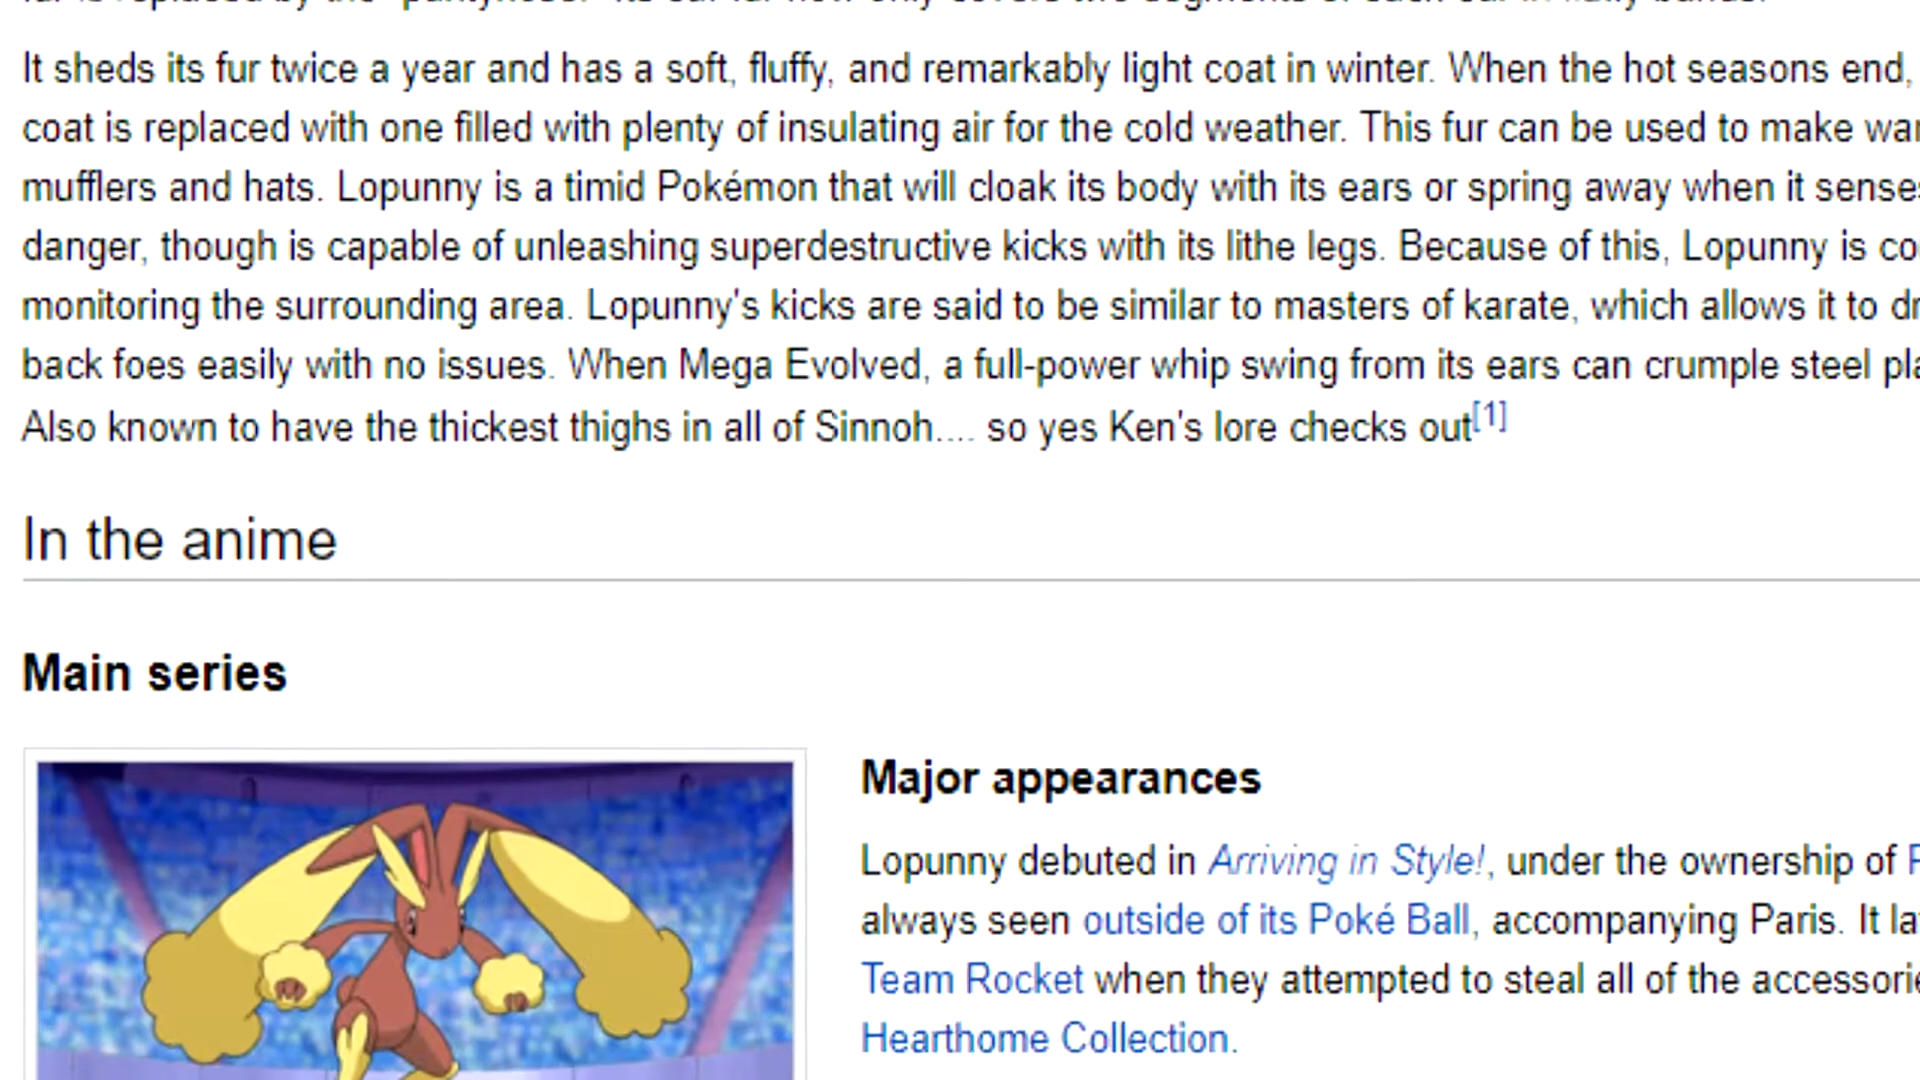 It sheds its fur twice a year and has a soft, fluffy, and remarkably light coat in winter. When the hot seasons end,
coat is replaced with one filled with plenty of insulating air for the cold weather. This fur can be used to make
mufflers and hats. Lopunny is a timid Pokémon that will cloak its body with its ears or spring away when it senses
danger, though is capable of unleashing superdestructive kicks with its lithe legs. Because of this, Lopunny is
monitoring the surrounding area. Lopunny's kicks are said to be similar to masters of karate, which allows it to
back foes easily with no issues. When Mega Evolved, a full-power whip swing from its ears can crumple steel
Also known to have the thickest thighs in all of Sinnoh.... so yes Ken's lore checks out[1]
In the anime
Main series
Major appearances
Lopunny debuted in Arriving in Style!, under the ownership of
always seen outside of its Poké Ball, accompanying Paris. It
Team Rocket when they attempted to steal all of the
Hearthome Collection.